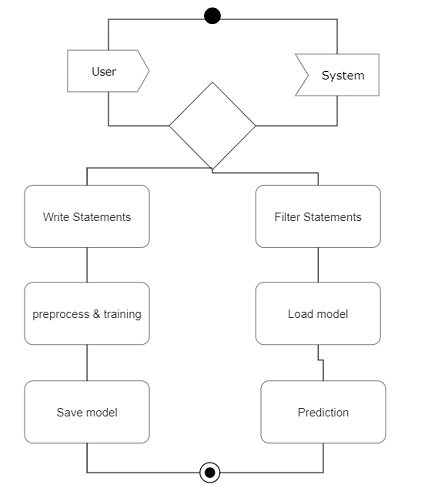 User
System
Write Statements
Filter Statements
preprocess & training
Load model
Save model
Prediction